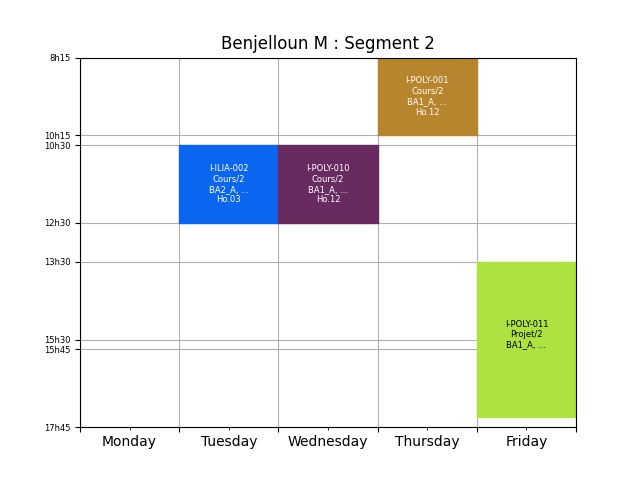 Benjelloun M : Segment 2
8h15
10h15
10h30
12h30
13h30
15h30
15h45
17h45
I-POLY-001
Cours/2
BA1_A, ...
Ho.12
I-ILIA-002
Cours/2
BA2_A, ...
Ho.03
I-POLY-010
Cours/2
BA1_A, ...
Ho.12
I-POLY-011
Projet/2
BA1_A, ...
Monday
Tuesday
Wednesday
Thursday
Friday